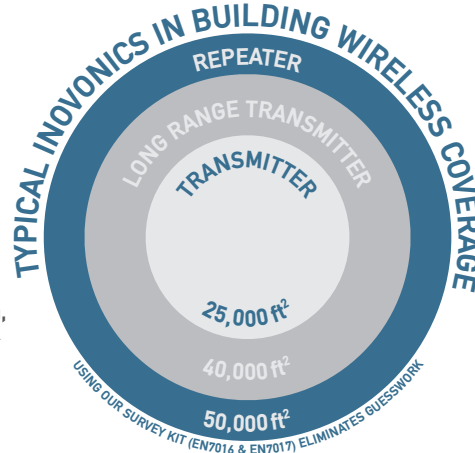 TYPICAL INOVONICS IN BUILDING WIRELESS COVERAGE
REPEATER
LONG RANGE TRANSMITTER
TRANSMITTER
25,000 ft²
40,000 ft²
50,000 ft²
USING OUR SURVEY KIT (EN7016 & EN7017) ELIMINATES GUESSWORK